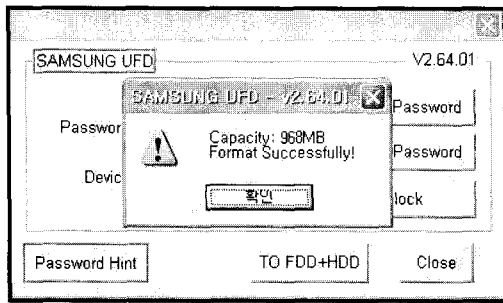 SAMSUNG UFD
V2.64.01
SAMSUNG UFD - V2.64.01
Password
Passwor
Capacity: 968MB
Format Successfully!
Password
Devic
lock
확인
Password Hint
TO FDD+HDD
Close